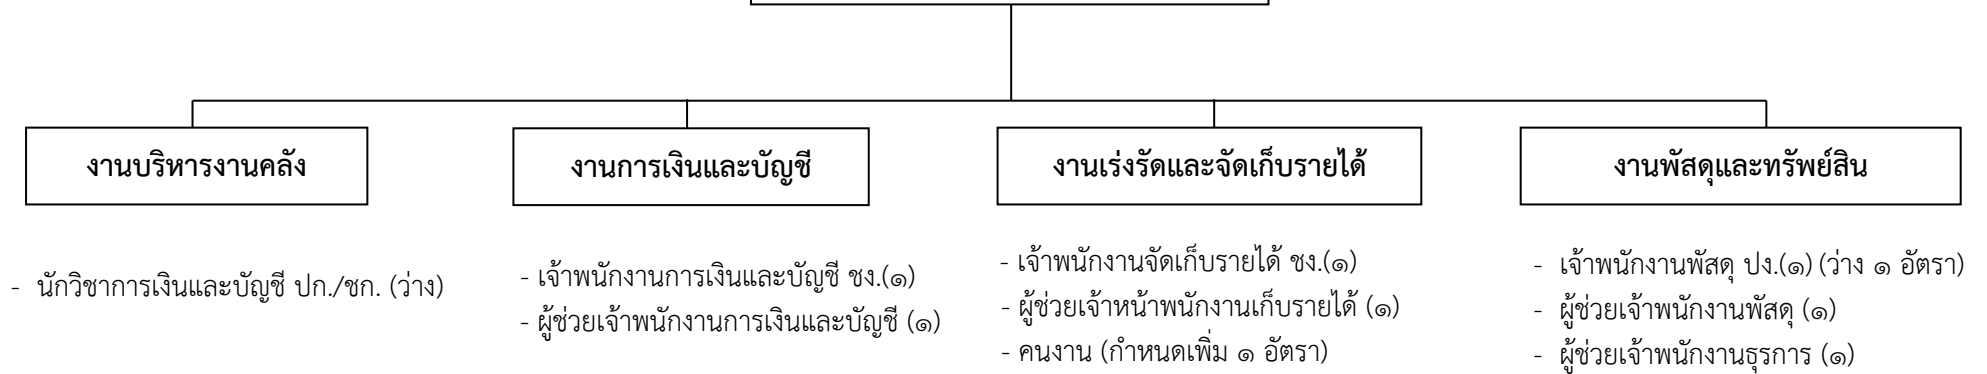 งานบริหารงานคลัง
- นักวิชาการเงินและบัญชี ปก./ชก. (ว่าง)
งานการเงินและบัญชี
- เจ้าพนักงานการเงินและบัญชี ชง.(๑)
- ผู้ช่วยเจ้าพนักงานการเงินและบัญชี (๑)
งานเร่งรัดและจัดเก็บรายได้
- เจ้าพนักงานจัดเก็บรายได้ ชง.(๑)
- ผู้ช่วยเจ้าหน้าพนักงานเก็บรายได้ (๑)
- คนงาน (กำหนดเพิ่ม ๑ อัตรา)
งานพัสดุและทรัพย์สิน
- เจ้าพนักงานพัสดุ ปง.(๑) (ว่าง ๑ อัตรา)
- ผู้ช่วยเจ้าพนักงานพัสดุ (๑)
- ผู้ช่วยเจ้าพนักงานธุรการ (๑)